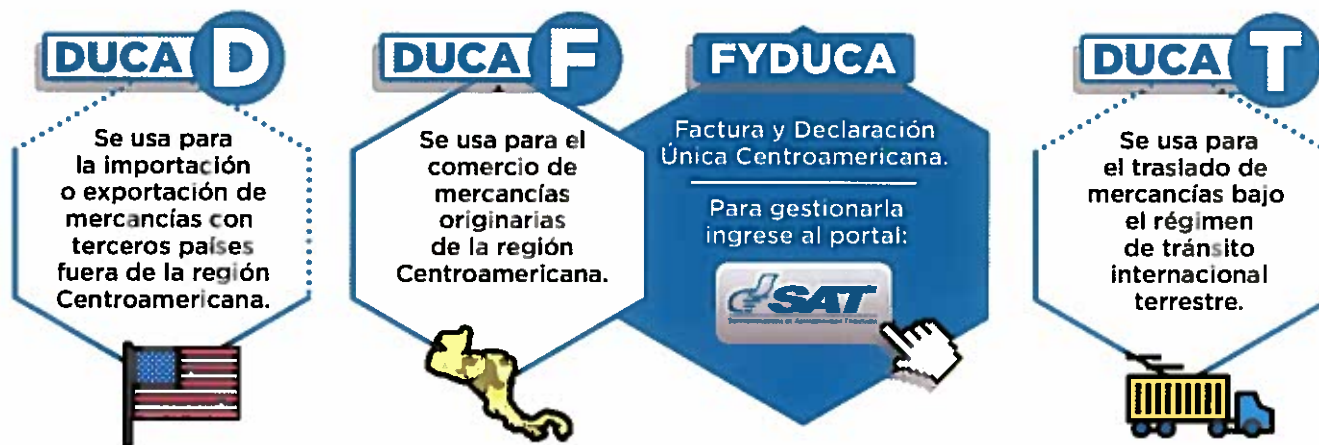 DUCA D
Se usa para
la importación
o exportación de
mercancías con
terceros países
fuera de la región
Centroamericana.
DUCA F
Se usa para el
comercio de
mercancías
originarias
de la región
Centroamericana.
FYDUCA
Factura y Declaración
Única Centroamericana.
Para gestionarla
ingrese al portal:
SAT
DUCA T
Se usa para
el traslado de
mercancías bajo
el régimen
de tránsito
internacional
terrestre.